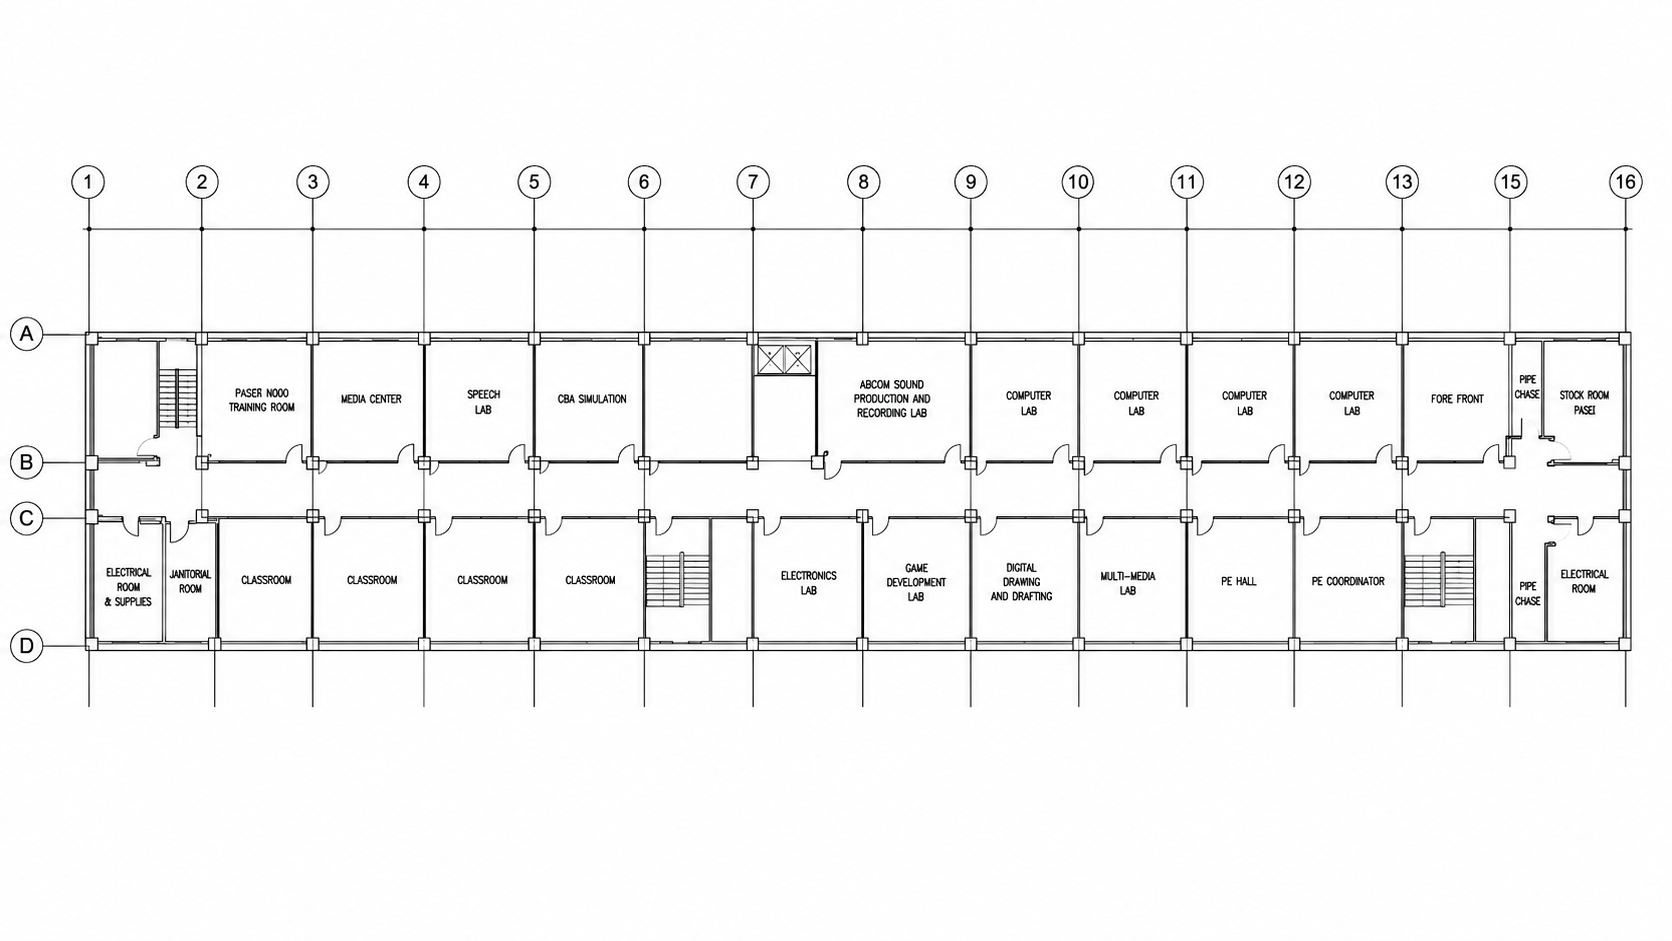 1 2 3 4 5 6 7 8 9 10 11 12 13 15 16
A
B
C
D
PASER N000
TRAINING ROOM
MEDIA CENTER
SPEECH
LAB
CBA SIMULATION
ABCOM SOUND
PRODUCTION AND
RECORDING LAB
COMPUTER
LAB
COMPUTER
LAB
COMPUTER
LAB
COMPUTER
LAB
FORE FRONT
PIPE
CHASE
STOCK ROOM
PASEI
ELECTRICAL
ROOM
& SUPPLIES
JANITORIAL
ROOM
CLASSROOM
CLASSROOM
CLASSROOM
CLASSROOM
ELECTRONICS
LAB
GAME
DEVELOPMENT
LAB
DIGITAL
DRAWING
AND DRAFTING
MULTI-MEDIA
LAB
PE HALL
PE COORDINATOR
PIPE
CHASE
ELECTRICAL
ROOM